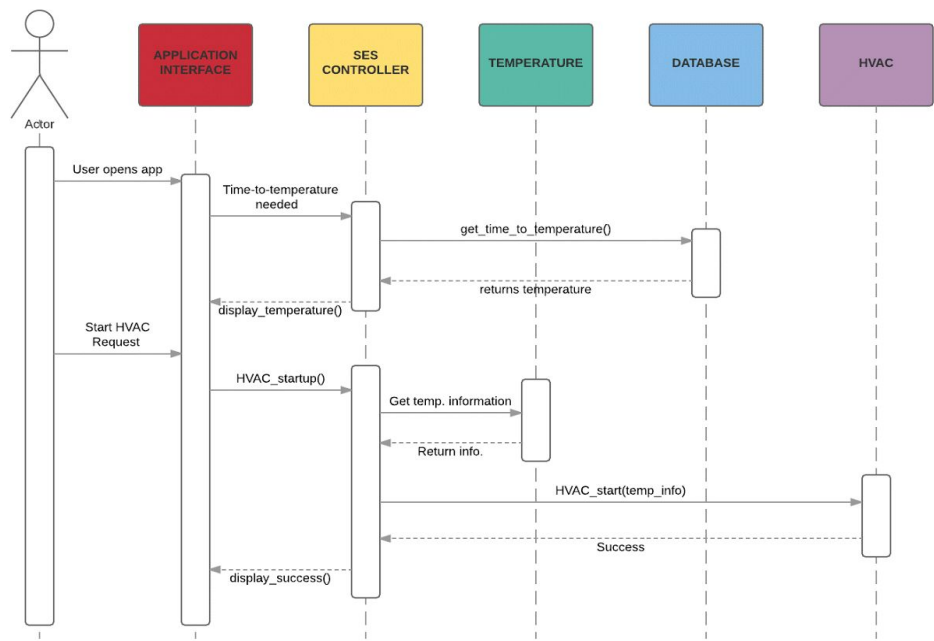 APPLICATION
INTERFACE
SES
CONTROLLER
TEMPERATURE
DATABASE
HVAC
Actor
User opens app
Time-to-temperature
needed
get_time_to_temperature()
returns temperature
display_temperature()
Start HVAC
Request
HVAC_startup()
Get temp. information
Return info.
HVAC_start(temp_info)
Success
display_success()